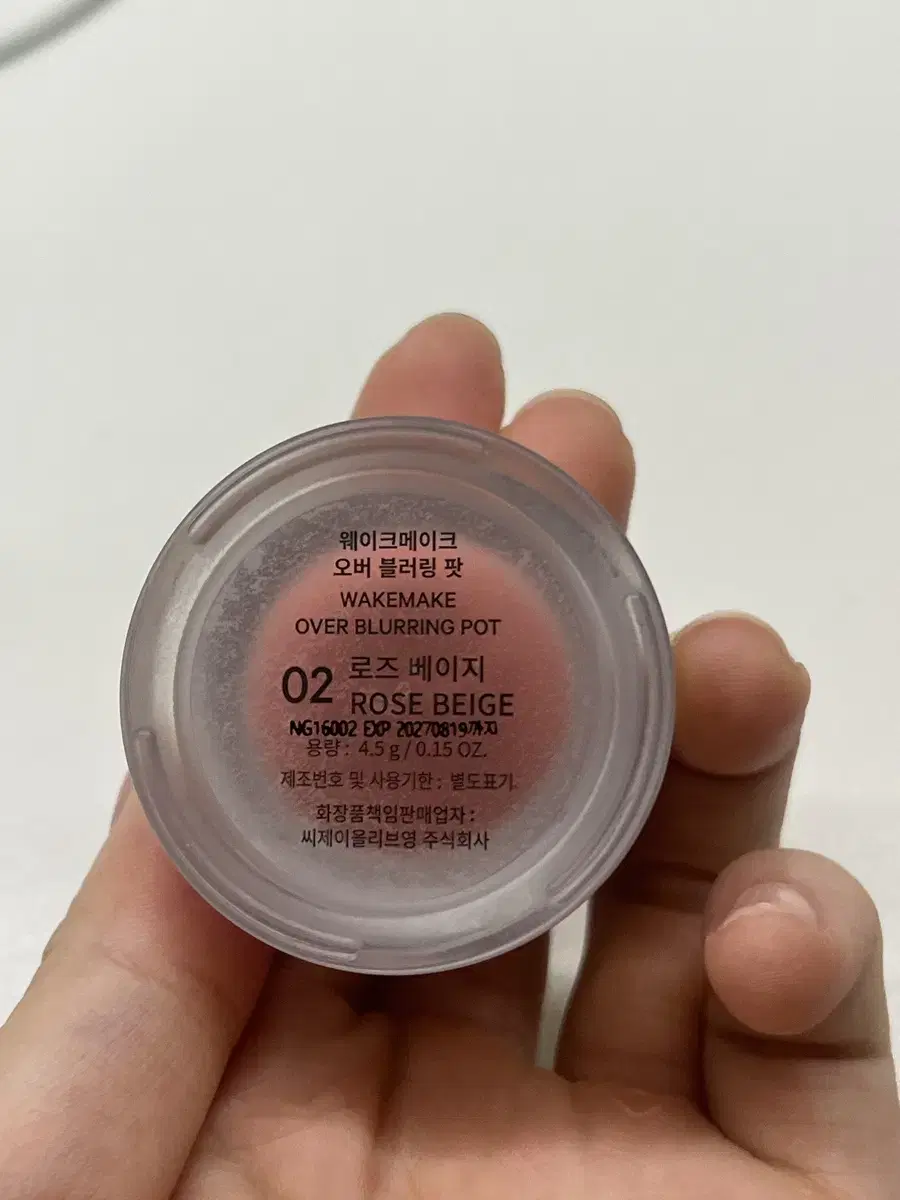 웨이크메이크
오버 블러링 팟
WAKEMAKE
OVER BLURRING POT
02 로즈 베이지
ROSE BEIGE
NG16002 EXP 20270819까지
용량 : 4.5 g / 0.15 OZ.
제조번호 및 사용기한 : 별도표기
화장품책임판매업자 :
씨제이올리브영 주식회사